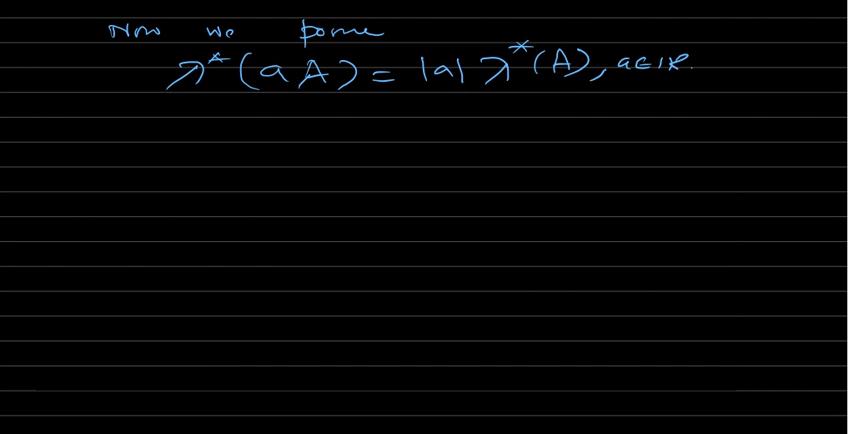 Now we prove
λ*(aA) = |a| λ*(A), a∈ℝ.